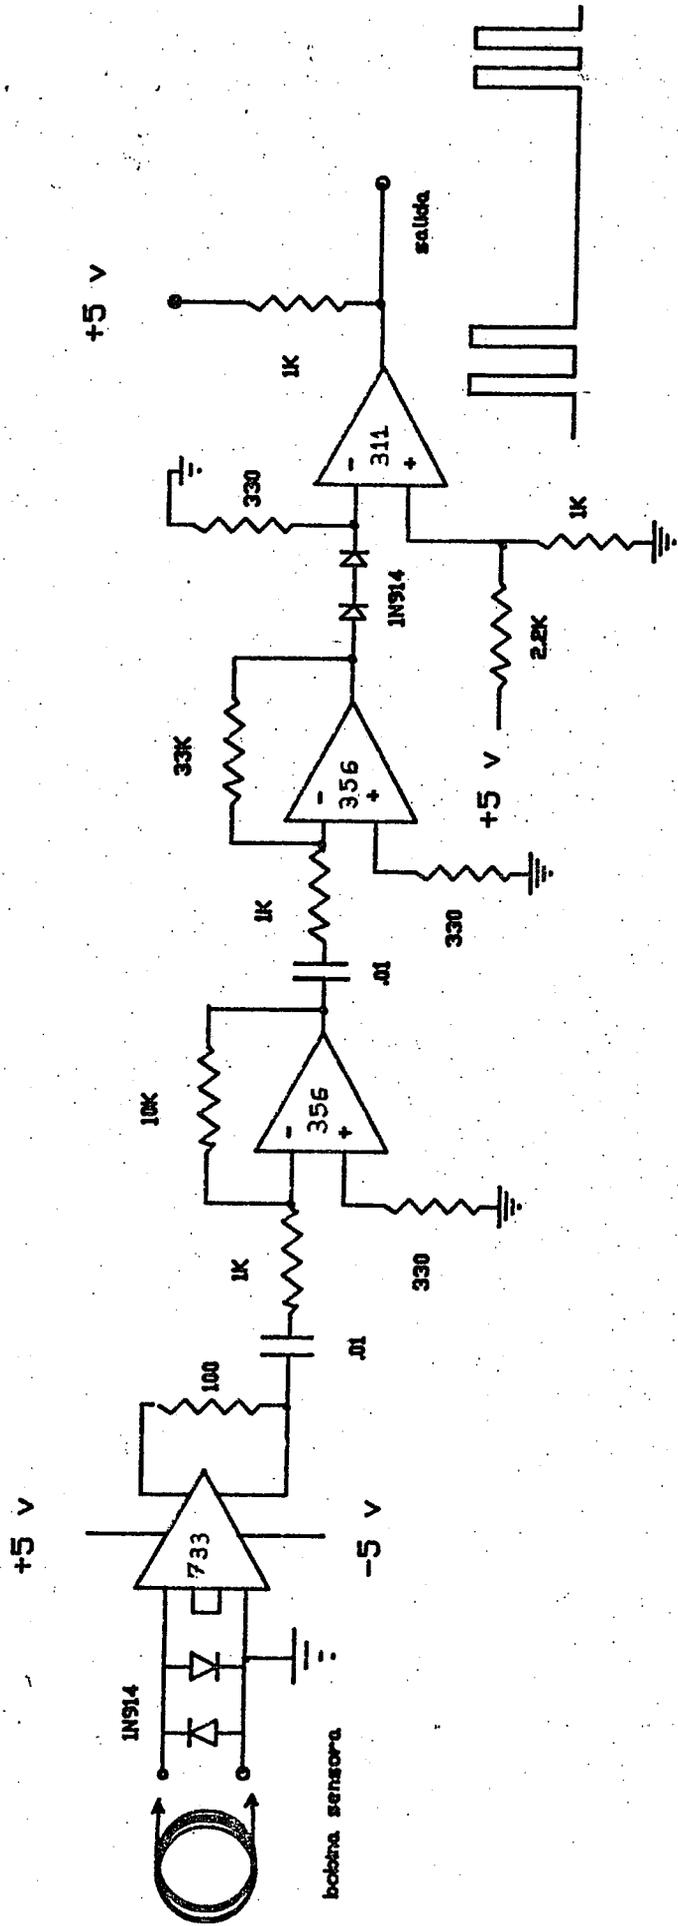 bobina sensora
1N914
+5 v
733
-5 v
100
.01
1K
10K
-
356
+
330
.01
1K
33K
-
356
+
330
1N914
330
+5 v
2.2K
1K
-
311
+
1K
+5 v
salida